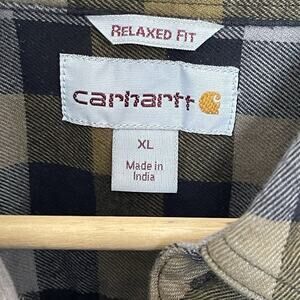 RELAXED FIT
carhartt
XL
Made in
India